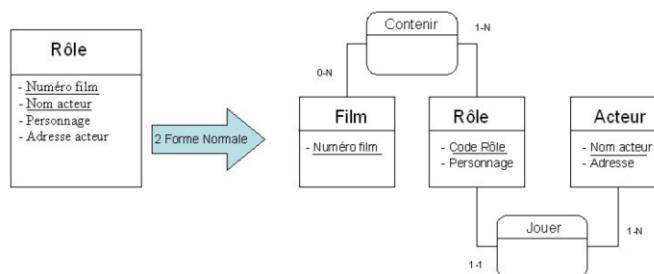 Rôle
- Numéro film
- Nom acteur
- Personnage
- Adresse acteur
2 Forme Normale
Contenir
0-N
1-N
Film
- Numéro film
Rôle
- Code Rôle
- Personnage
Acteur
- Nom acteur
- Adresse
Jouer
1-1
1-N